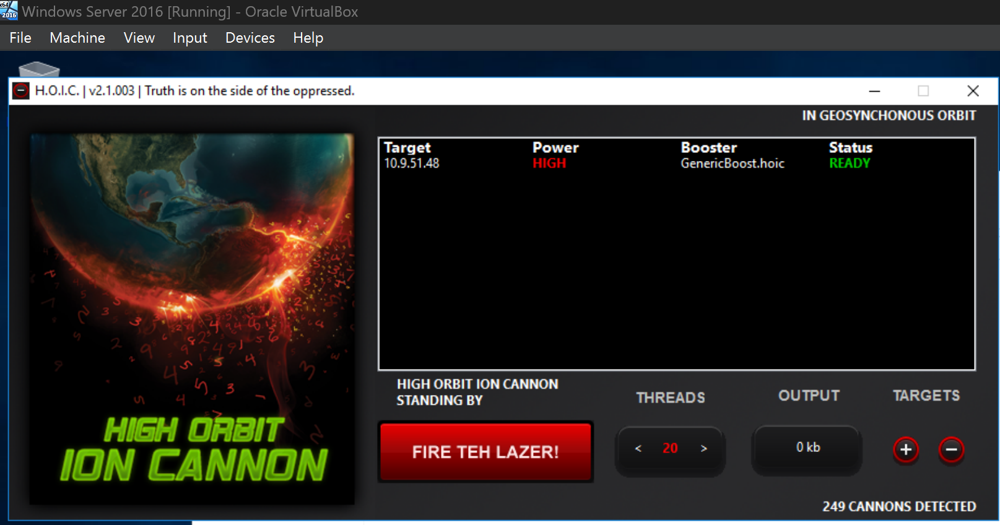 x64
2016
Windows Server 2016 [Running] - Oracle VirtualBox
File Machine View Input Devices Help
H.O.I.C. | v2.1.003 | Truth is on the side of the oppressed.
IN GEOSYNCHONOUS ORBIT
Target Power Booster Status
10.9.51.48 HIGH GenericBoost.hoic READY
HIGH ORBIT
ION CANNON
HIGH ORBIT ION CANNON
STANDING BY
THREADS OUTPUT TARGETS
FIRE TEH LAZER!
< 20 > 0 kb + −
249 CANNONS DETECTED